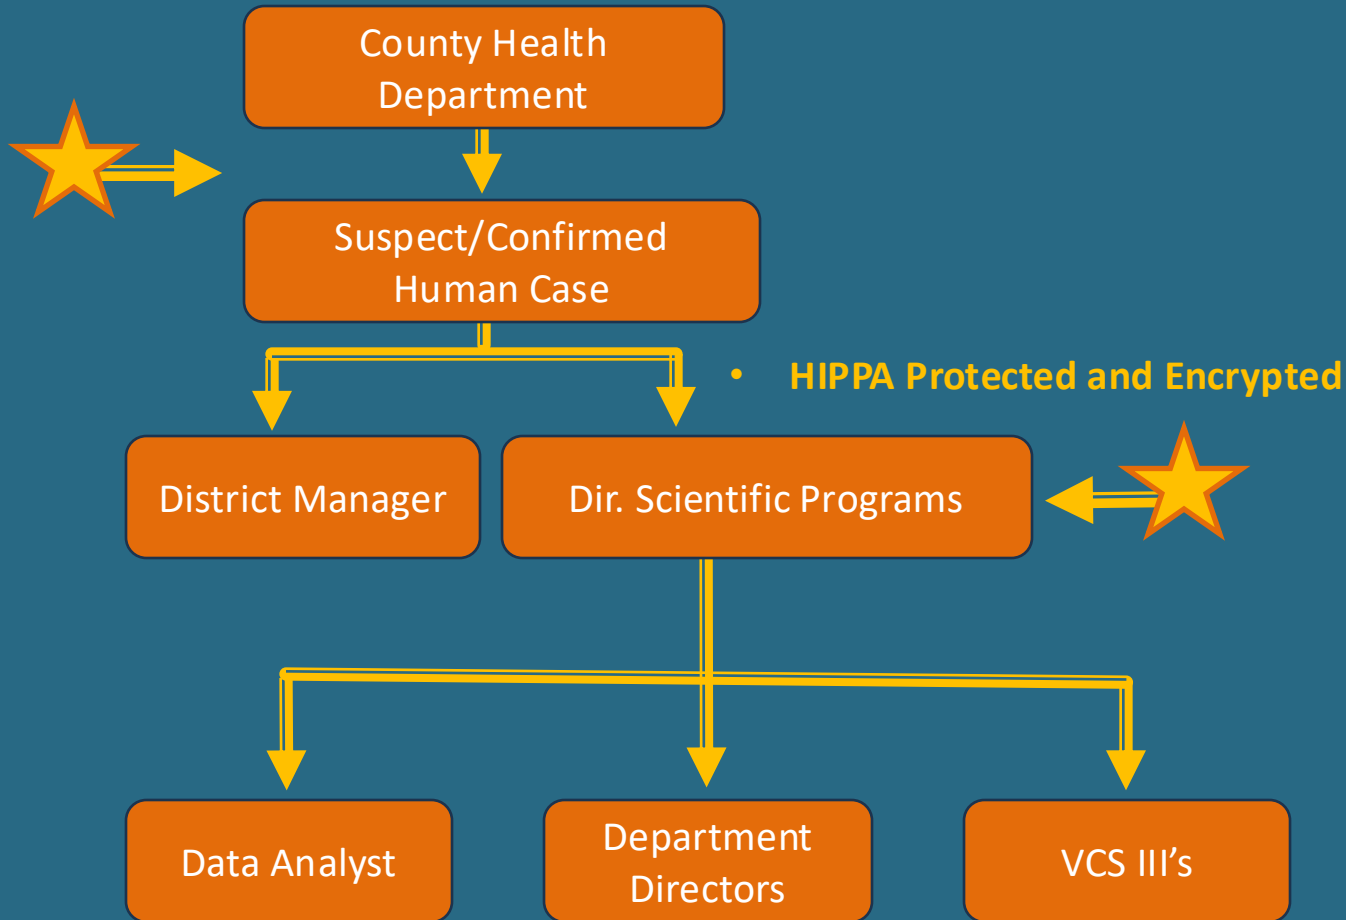 County Health
Department
Suspect/Confirmed
Human Case
• HIPPA Protected and Encrypted
District Manager
Dir. Scientific Programs
Data Analyst
Department
Directors
VCS III’s